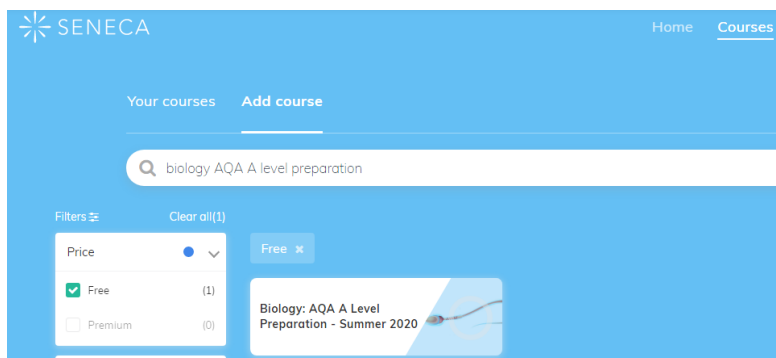 SENECA
Home Courses
Your courses Add course
biology AQA A level preparation
Filters Clear all(1)
Price
Free ×
Free (1)
Premium (0)
Biology: AQA A Level
Preparation - Summer 2020